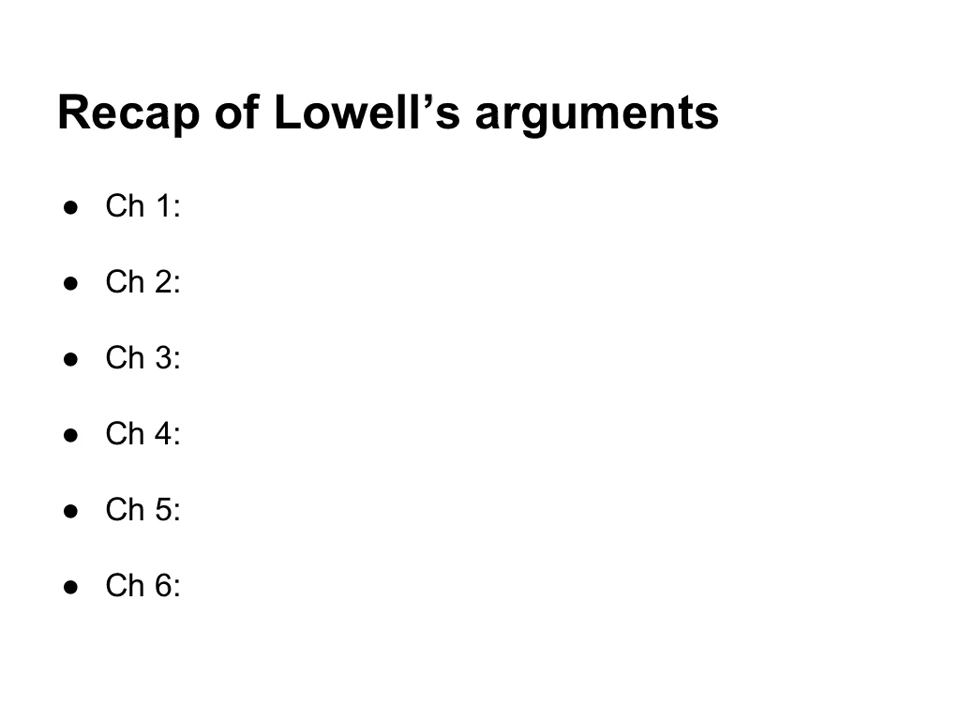 Recap of Lowell’s arguments
● Ch 1:
● Ch 2:
● Ch 3:
● Ch 4:
● Ch 5:
● Ch 6: